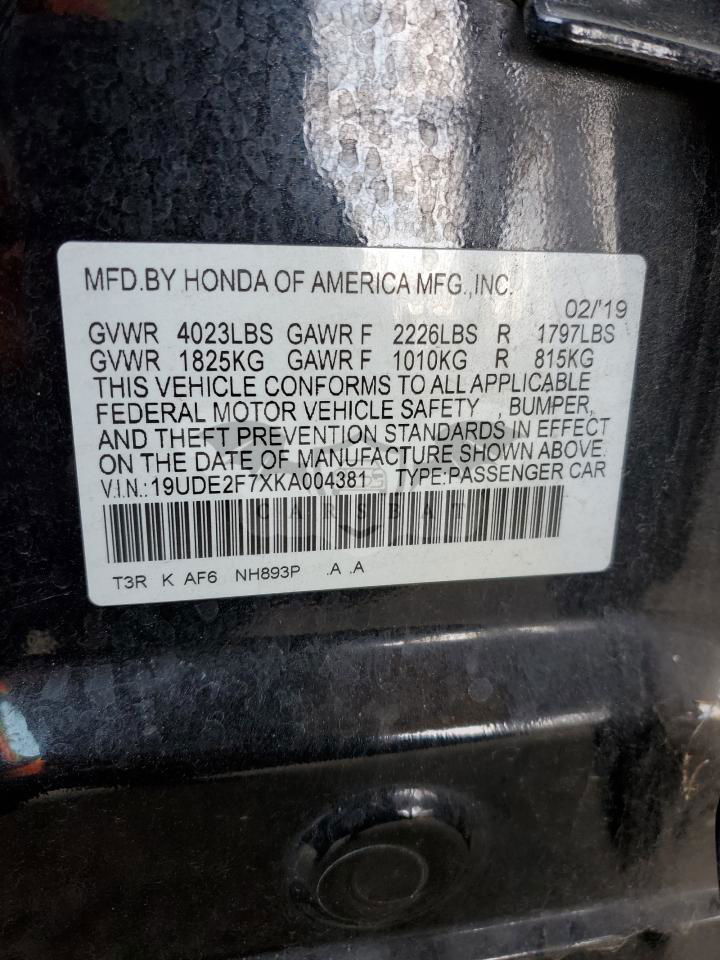 MFD.BY HONDA OF AMERICA MFG.,INC.
02/'19
GVWR 4023LBS GAWR F 2226LBS R 1797LBS
GVWR 1825KG GAWR F 1010KG R 815KG
THIS VEHICLE CONFORMS TO ALL APPLICABLE
FEDERAL MOTOR VEHICLE SAFETY , BUMPER,
AND THEFT PREVENTION STANDARDS IN EFFECT
ON THE DATE OF MANUFACTURE SHOWN ABOVE.
V.I.N.:19UDE2F7XKA004381 TYPE:PASSENGER CAR
CARSBAT
T3R K AF6 NH893P .A .A